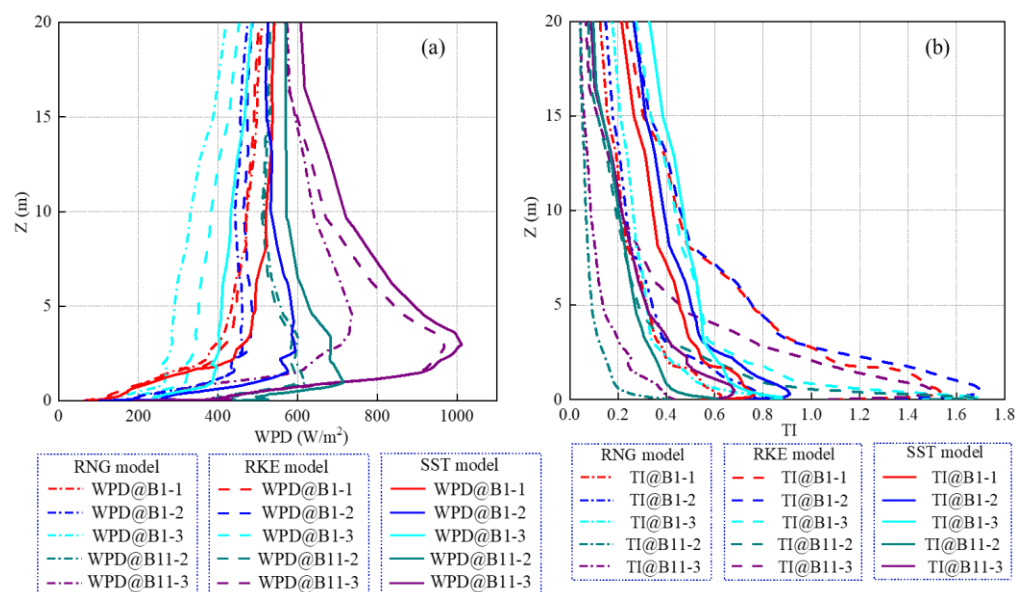 (a)
Z (m)
20
15
10
5
0
0 200 400 600 800 1000
WPD (W/m²)
RNG model
WPD@B1-1
WPD@B1-2
WPD@B1-3
WPD@B11-2
WPD@B11-3
RKE model
WPD@B1-1
WPD@B1-2
WPD@B1-3
WPD@B11-2
WPD@B11-3
SST model
WPD@B1-1
WPD@B1-2
WPD@B1-3
WPD@B11-2
WPD@B11-3
(b)
Z (m)
20
15
10
5
0
0.0 0.2 0.4 0.6 0.8 1.0 1.2 1.4 1.6 1.8
TI
RNG model
TI@B1-1
TI@B1-2
TI@B1-3
TI@B11-2
TI@B11-3
RKE model
TI@B1-1
TI@B1-2
TI@B1-3
TI@B11-2
TI@B11-3
SST model
TI@B1-1
TI@B1-2
TI@B1-3
TI@B11-2
TI@B11-3